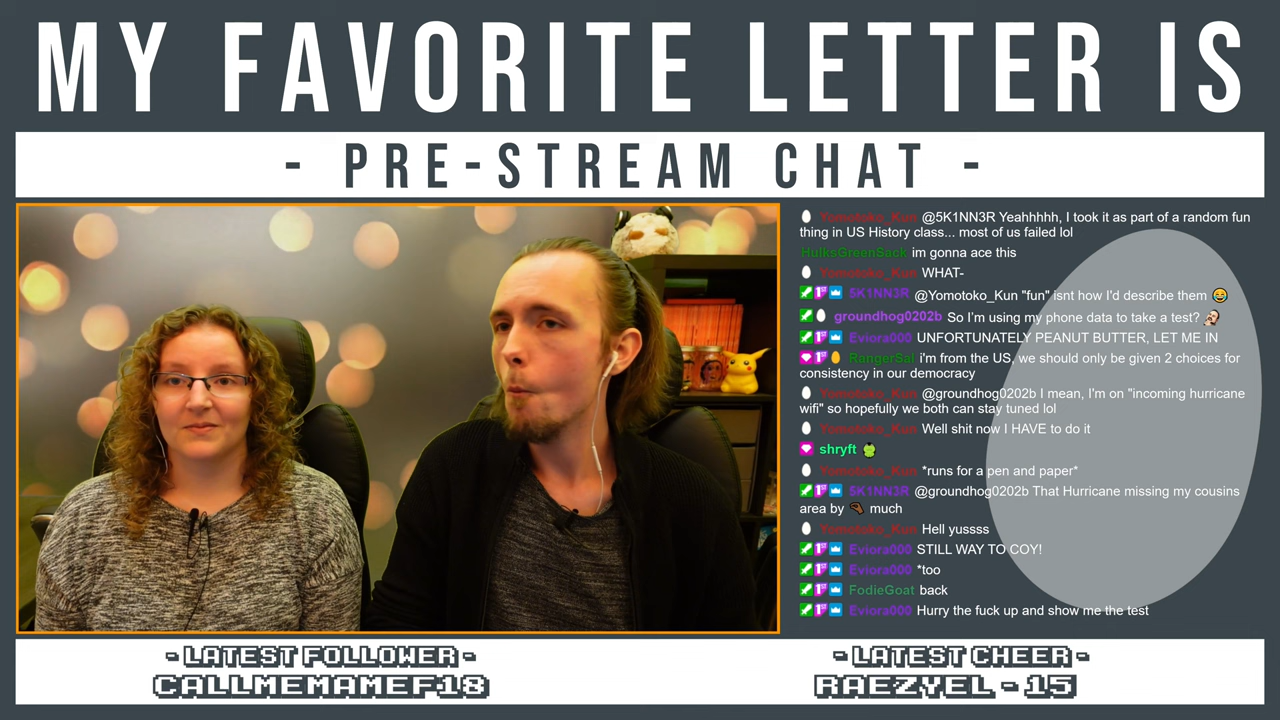 MY FAVORITE LETTER IS
- PRE-STREAM CHAT -
Yomotoko_Kun @5K1NN3R Yeahhhhh, I took it as part of a random fun
thing in US History class... most of us failed lol
HulksGreenSack im gonna ace this
Yomotoko_Kun WHAT-
5K1NN3R @Yomotoko_Kun "fun" isnt how I'd describe them 😂
groundhog0202b So I'm using my phone data to take a test?
Eviora000 UNFORTUNATELY PEANUT BUTTER, LET ME IN
RangerSal i'm from the US, we should only be given 2 choices for
consistency in our democracy
Yomotoko_Kun @groundhog0202b I mean, I'm on "incoming hurricane
wifi" so hopefully we both can stay tuned lol
Yomotoko_Kun Well shit now I HAVE to do it
shryft
Yomotoko_Kun *runs for a pen and paper*
5K1NN3R @groundhog0202b That Hurricane missing my cousins
area by 🤏🏾 much
Yomotoko_Kun Hell yussss
Eviora000 STILL WAY TO COY!
Eviora000 *too
FodieGoat back
Eviora000 Hurry the fuck up and show me the test
- LATEST FOLLOWER -
CALLMEMAMEF18
- LATEST CHEER -
RAEZYEL - 15